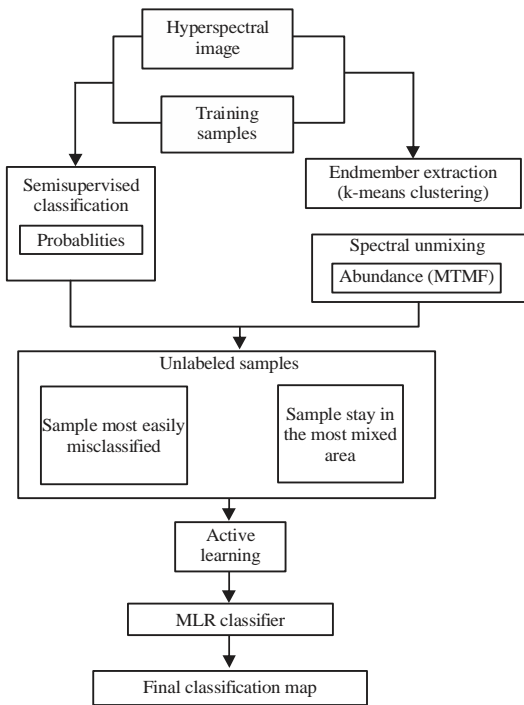 Hyperspectral
image
Training
samples
Semisupervised
classification
Probablities
Endmember extraction
(k-means clustering)
Spectral unmixing
Abundance (MTMF)
Unlabeled samples
Sample most easily
misclassified
Sample stay in
the most mixed
area
Active
learning
MLR classifier
Final classification map